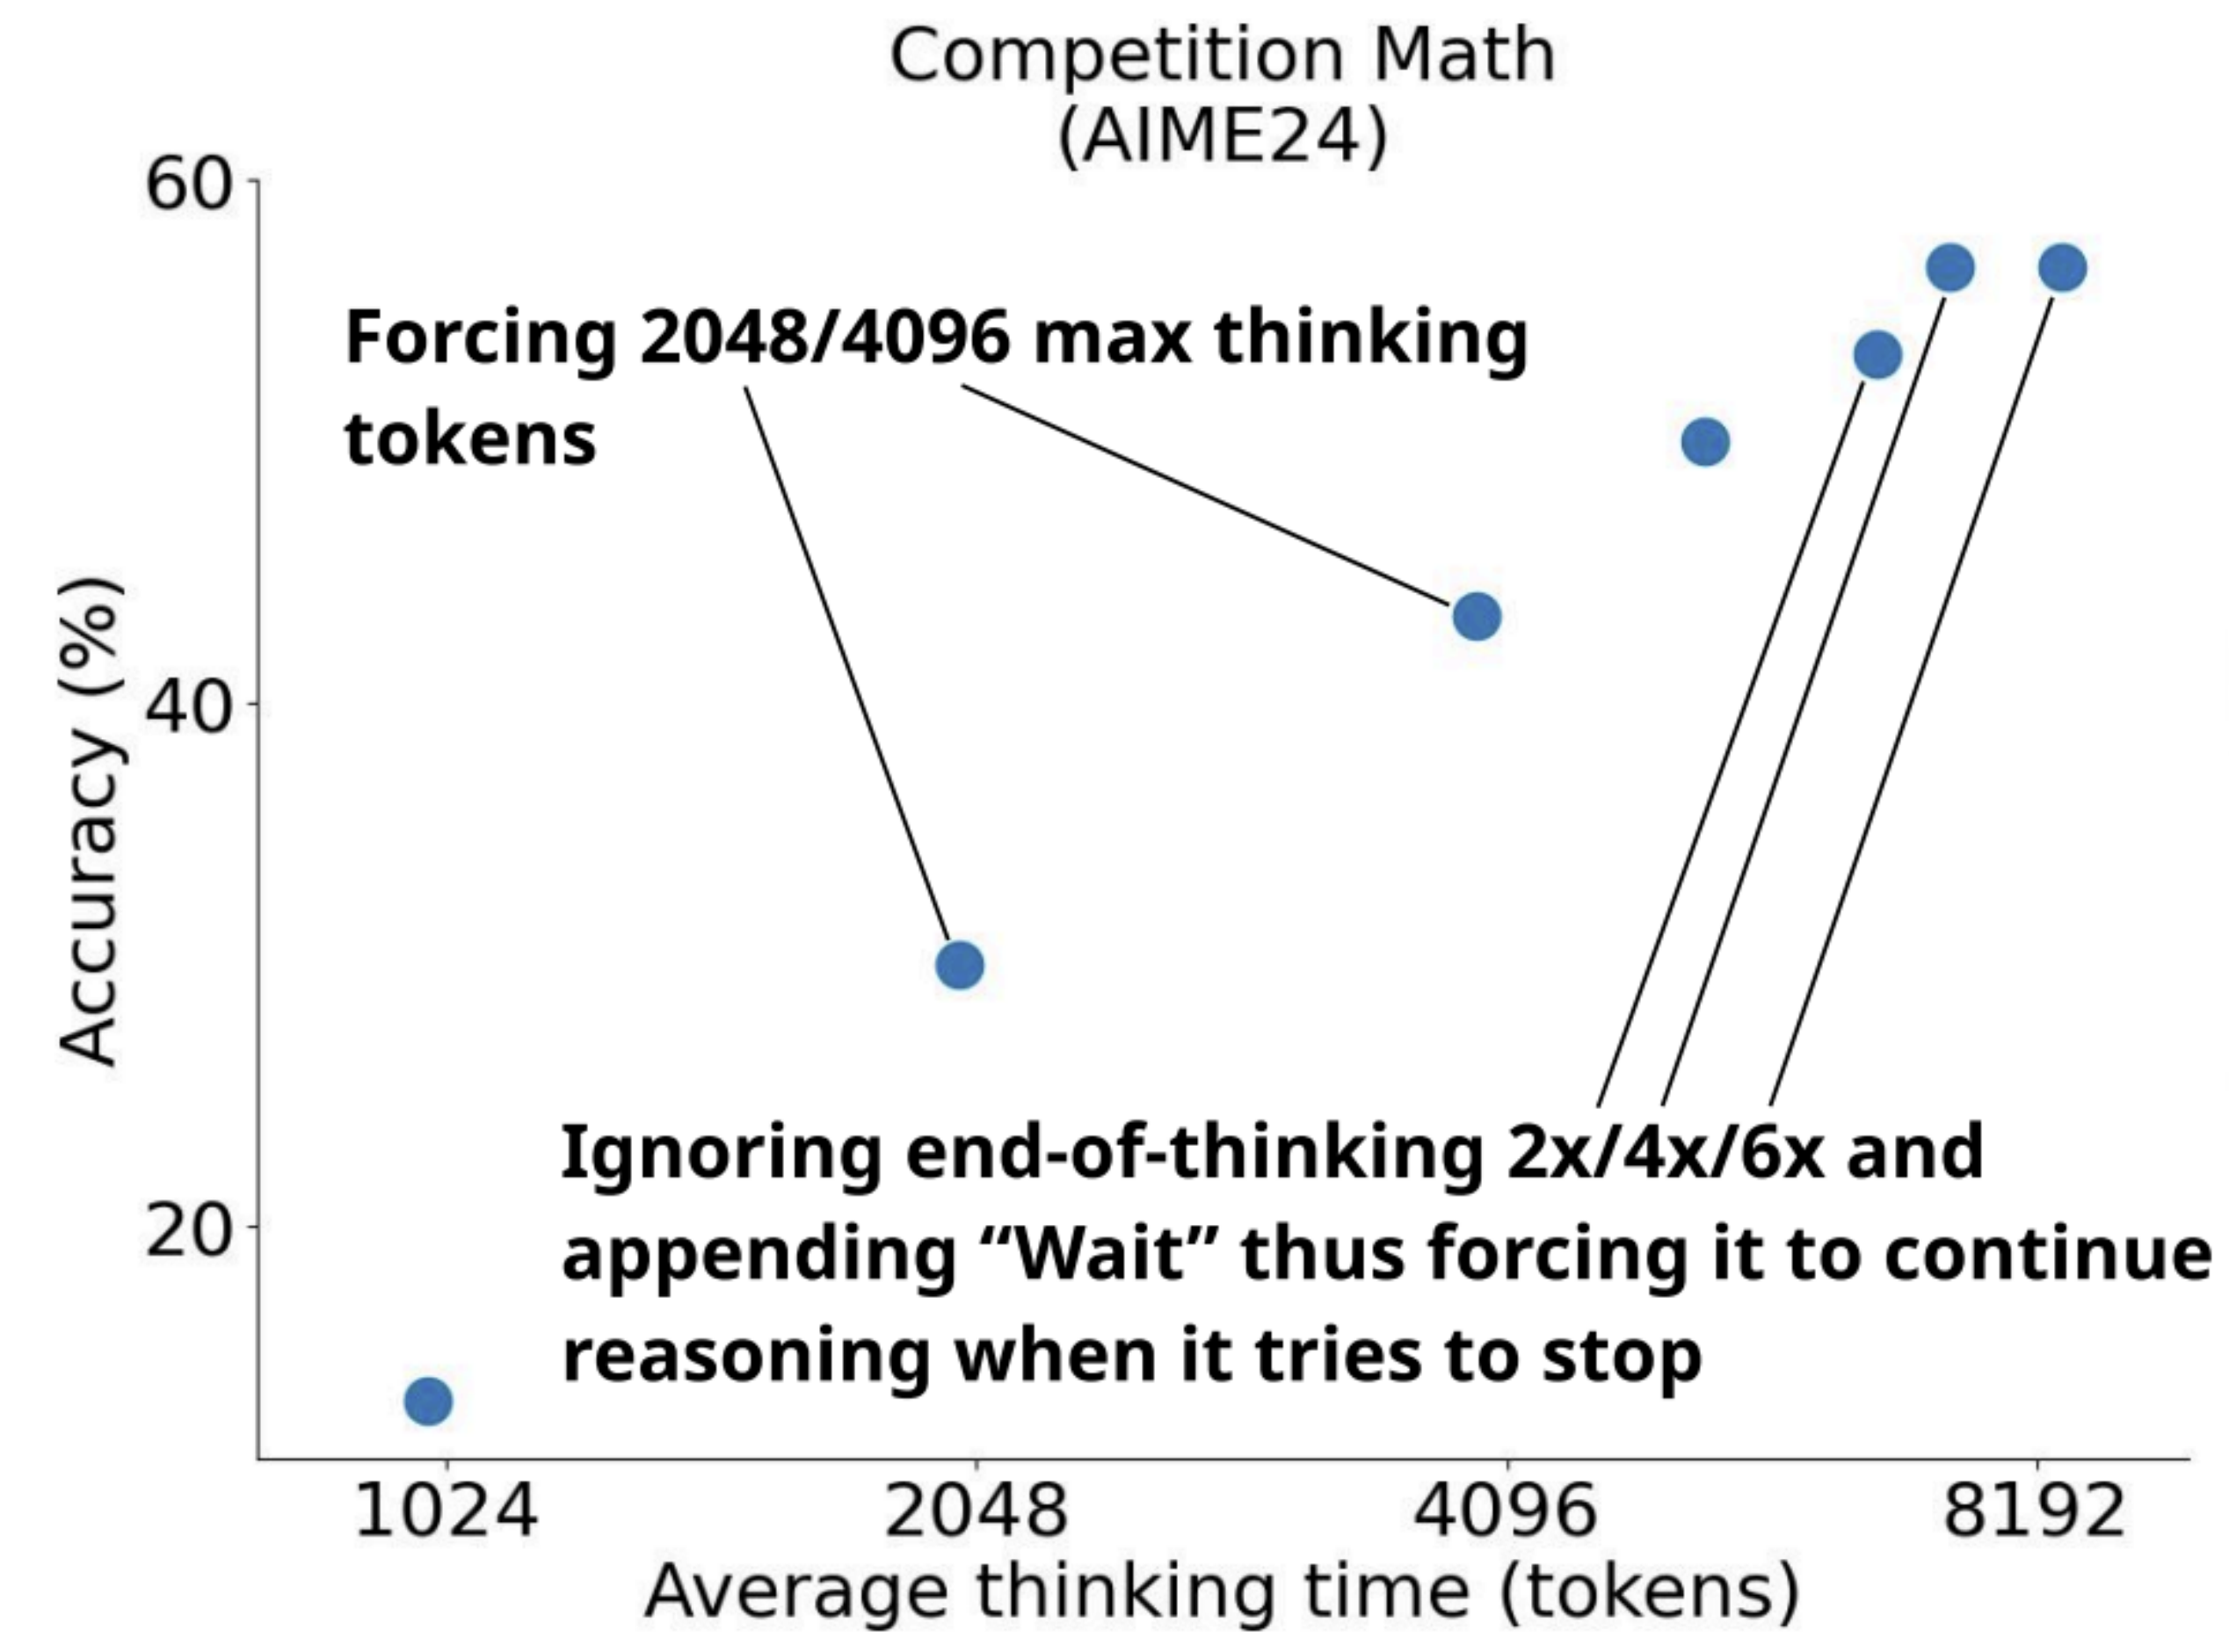 Competition Math
(AIME24)
60
Forcing 2048/4096 max thinking
tokens
40
Accuracy (%)
Ignoring end-of-thinking 2x/4x/6x and
appending “Wait” thus forcing it to continue
reasoning when it tries to stop
20
1024
2048
4096
8192
Average thinking time (tokens)